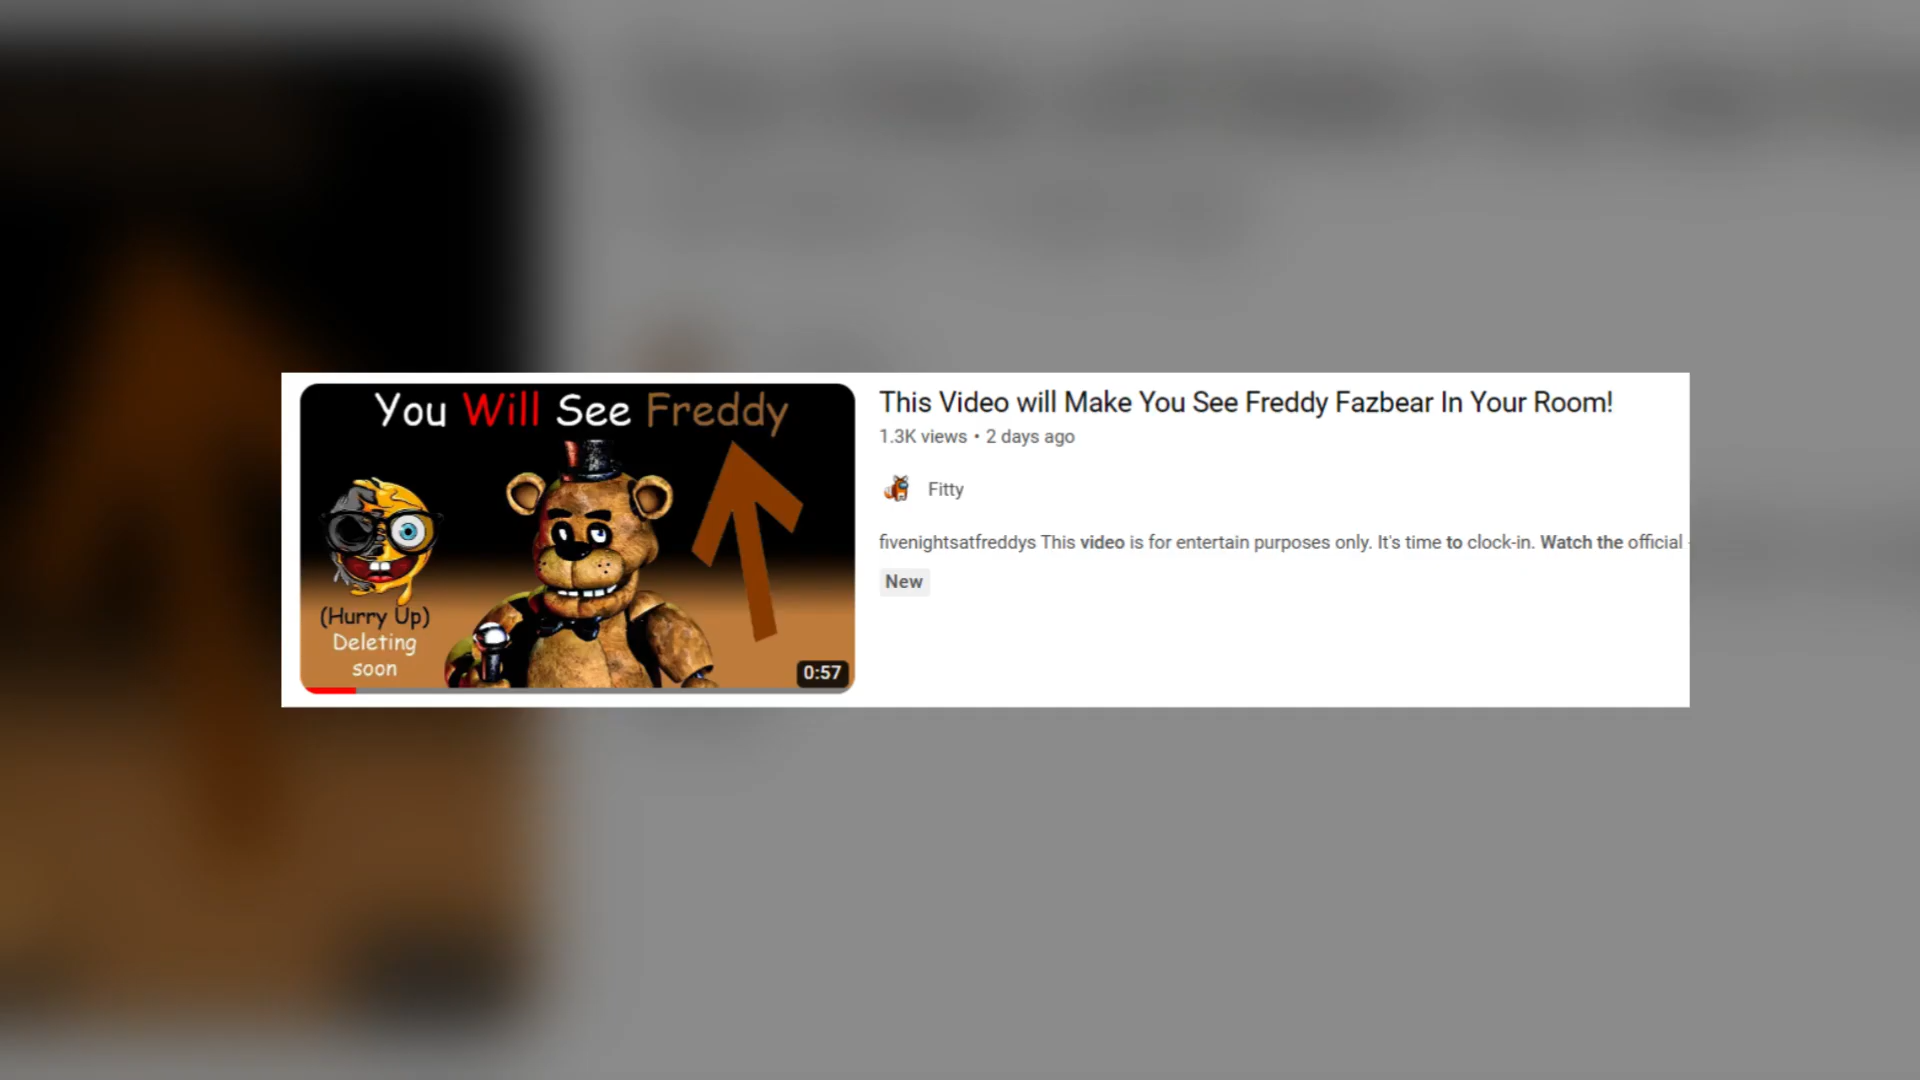 You Will See Freddy
(Hurry Up)
Deleting
soon
0:57
This Video will Make You See Freddy Fazbear In Your Room!
1.3K views • 2 days ago
Fitty
fivenightsatfreddys This video is for entertain purposes only. It's time to clock-in. Watch the official
New